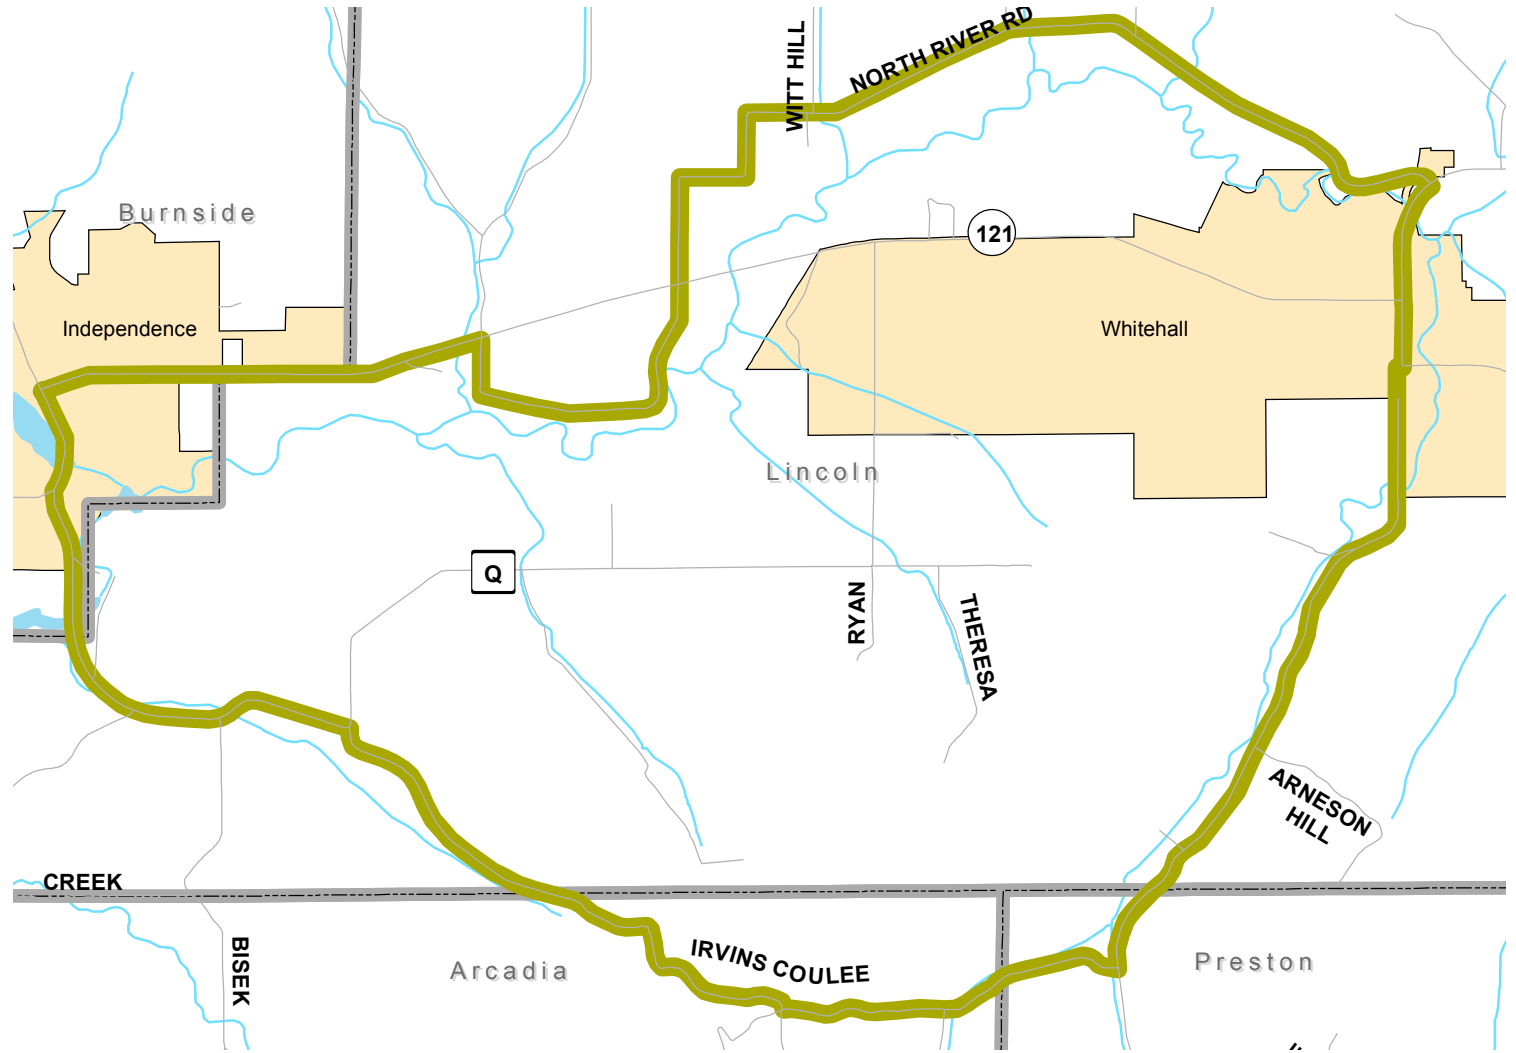 WITT HILL
NORTH RIVER RD
Burnside
121
Independence
Whitehall
Lincoln
Q
RYAN
THERESA
ARNESON
HILL
CREEK
BISEK
IRVINS COULEE
Arcadia
Preston